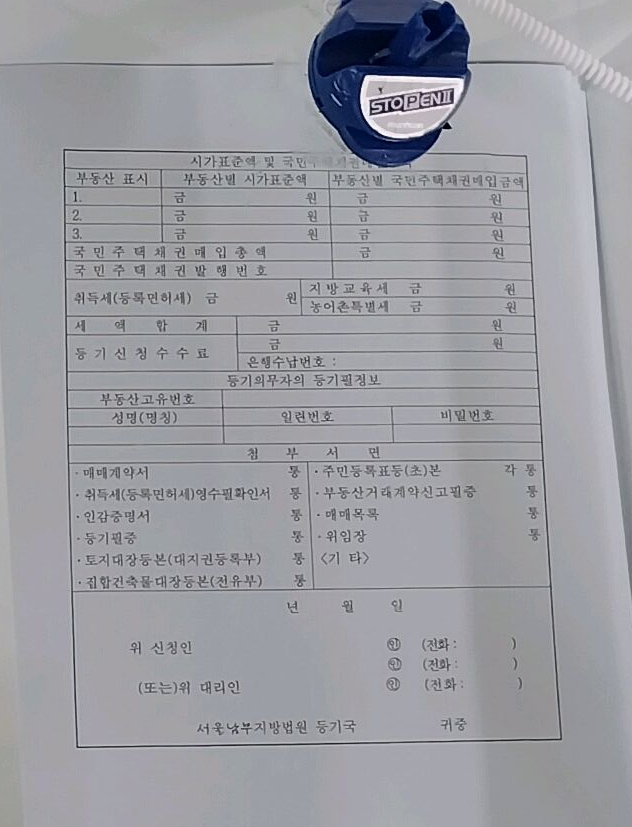 STOPEN II
시가표준액 및 국민주택채권
부동산 표시 부동산별 시가표준액 부동산별 국민주택채권매입금액
1. 금 원 금 원
2. 금 원 금 원
3. 금 원 금 원
국 민 주 택 채 권 매 입 총 액 금 원
국 민 주 택 채 권 발 행 번 호
취득세(등록면허세) 금 원 지 방 교 육 세 금 원
농어촌특별세 금 원
세 액 합 계 금 원
등 기 신 청 수 수 료 금 원
은행수납번호 :
등기의무자의 등기필정보
부동산고유번호
성명(명칭) 일련번호 비밀번호
첨 부 서 면
· 매매계약서 통 · 주민등록표등(초)본 각 통
· 취득세(등록면허세)영수필확인서 통 · 부동산거래계약신고필증 통
· 인감증명서 통 · 매매목록 통
· 등기필증 통 · 위임장 통
· 토지대장등본(대지권등록부) 통 〈기 타〉
· 집합건축물대장등본(전유부) 통
년 월 일
위 신청인 ㊞ (전화 : )
㊞ (전화 : )
(또는)위 대리인 ㊞ (전화 : )
서울남부지방법원 등기국 귀중